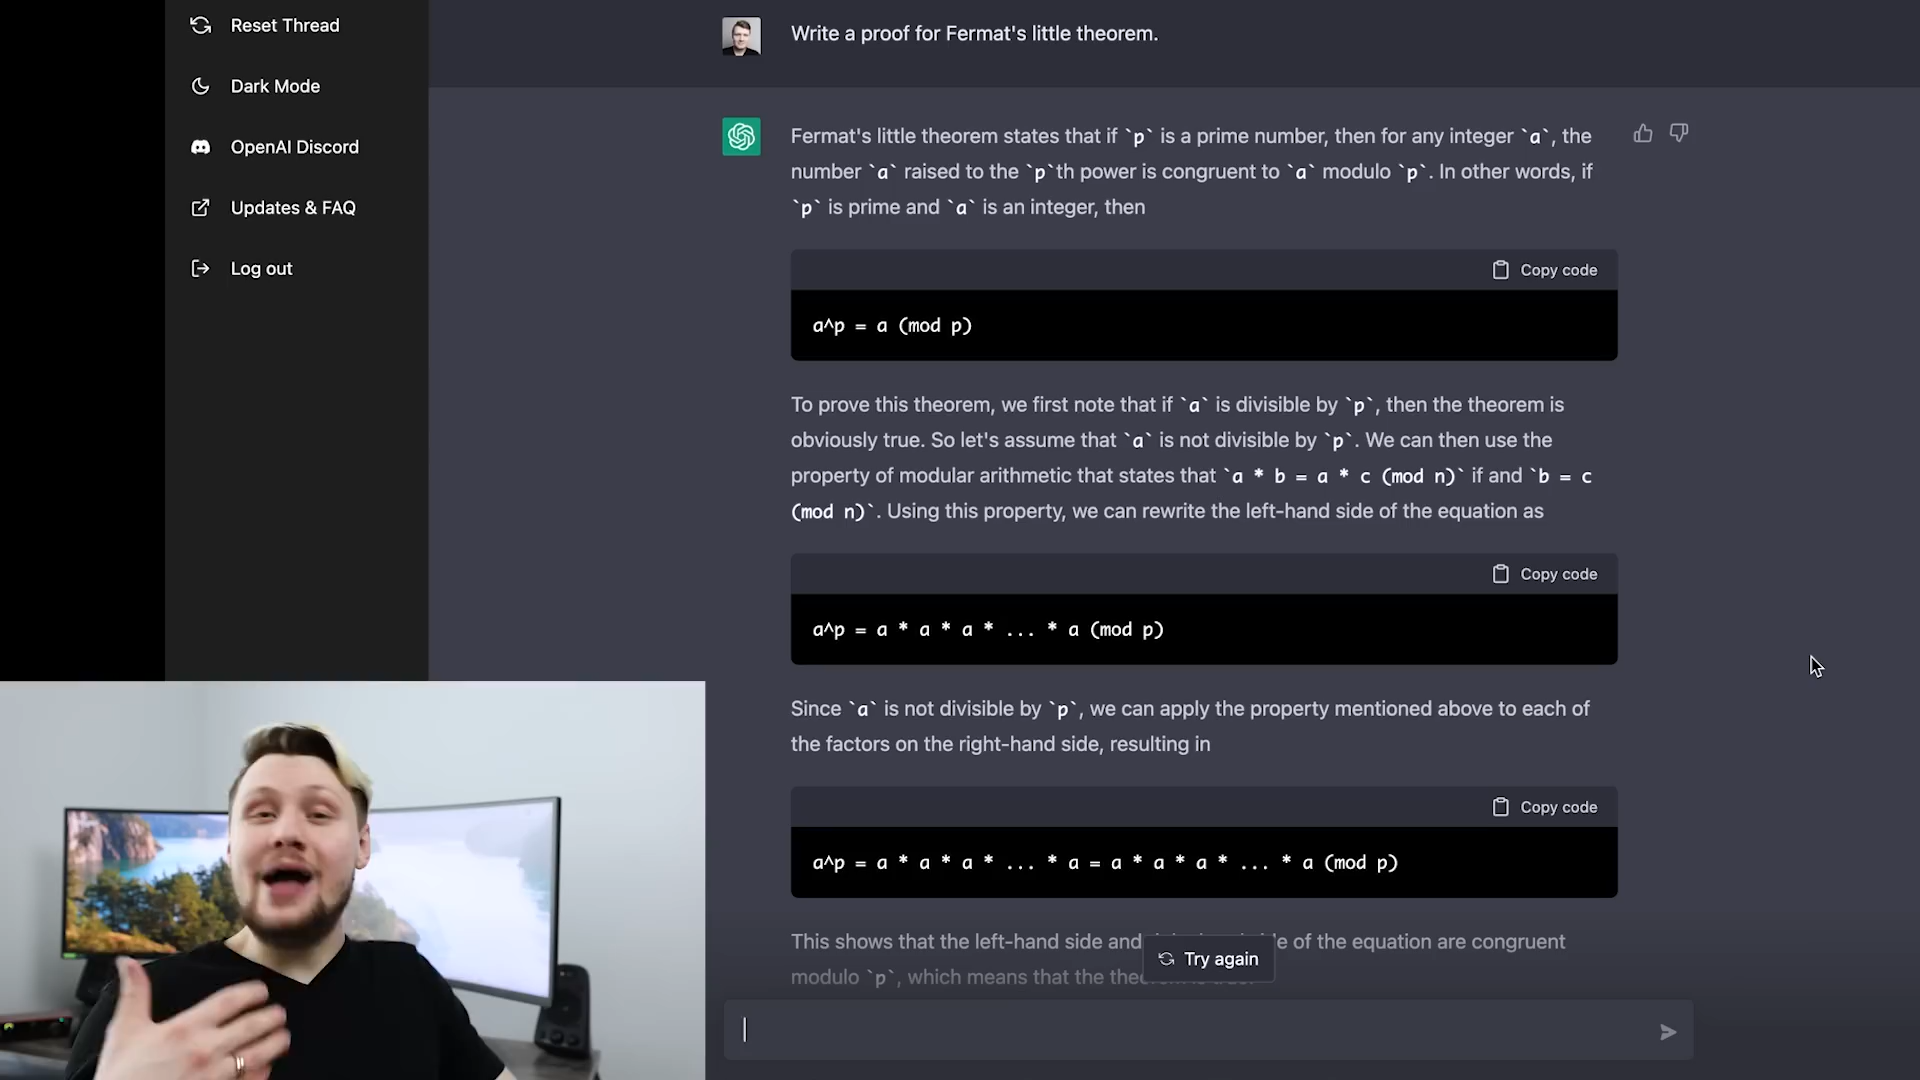 Reset Thread
Dark Mode
OpenAI Discord
Updates & FAQ
Log out
Write a proof for Fermat's little theorem.
Fermat's little theorem states that if `p` is a prime number, then for any integer `a`, the
number `a` raised to the `p`th power is congruent to `a` modulo `p`. In other words, if
`p` is prime and `a` is an integer, then
Copy code
a^p = a (mod p)
To prove this theorem, we first note that if `a` is divisible by `p`, then the theorem is
obviously true. So let's assume that `a` is not divisible by `p`. We can then use the
property of modular arithmetic that states that `a * b = a * c (mod n)` if and `b = c
(mod n)`. Using this property, we can rewrite the left-hand side of the equation as
Copy code
a^p = a * a * a * ... * a (mod p)
Since `a` is not divisible by `p`, we can apply the property mentioned above to each of
the factors on the right-hand side, resulting in
Copy code
a^p = a * a * a * ... * a = a * a * a * ... * a (mod p)
This shows that the left-hand side and of the equation are congruent
modulo `p`, which means that the
Try again